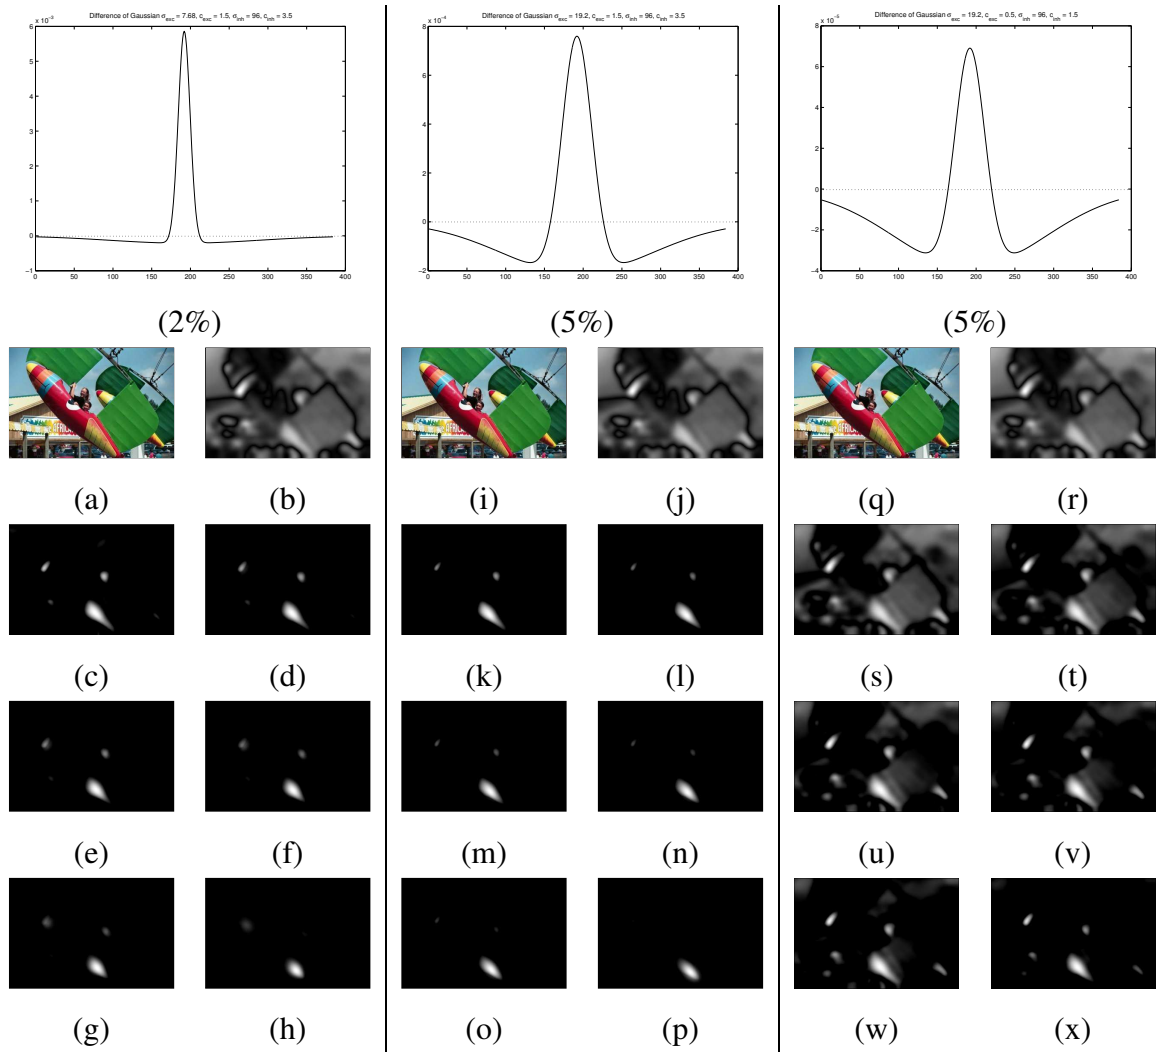 Difference of Gaussian σexc = 7.68, cexc = 1.5, σinh = 96, cinh = 3.5
x 10-3
6
5
4
3
2
1
0
−1
0 50 100 150 200 250 300 350 400
(2%)
Difference of Gaussian σexc = 19.2, cexc = 1.5, σinh = 96, cinh = 3.5
x 10-4
8
6
4
2
0
−2
0 50 100 150 200 250 300 350 400
(5%)
Difference of Gaussian σexc = 19.2, cexc = 0.5, σinh = 96, cinh = 1.5
x 10-5
8
6
4
2
0
−2
−4
0 50 100 150 200 250 300 350 400
(5%)
(a) (b) (i) (j) (q) (r)
(c) (d) (k) (l) (s) (t)
(e) (f) (m) (n) (u) (v)
(g) (h) (o) (p) (w) (x)